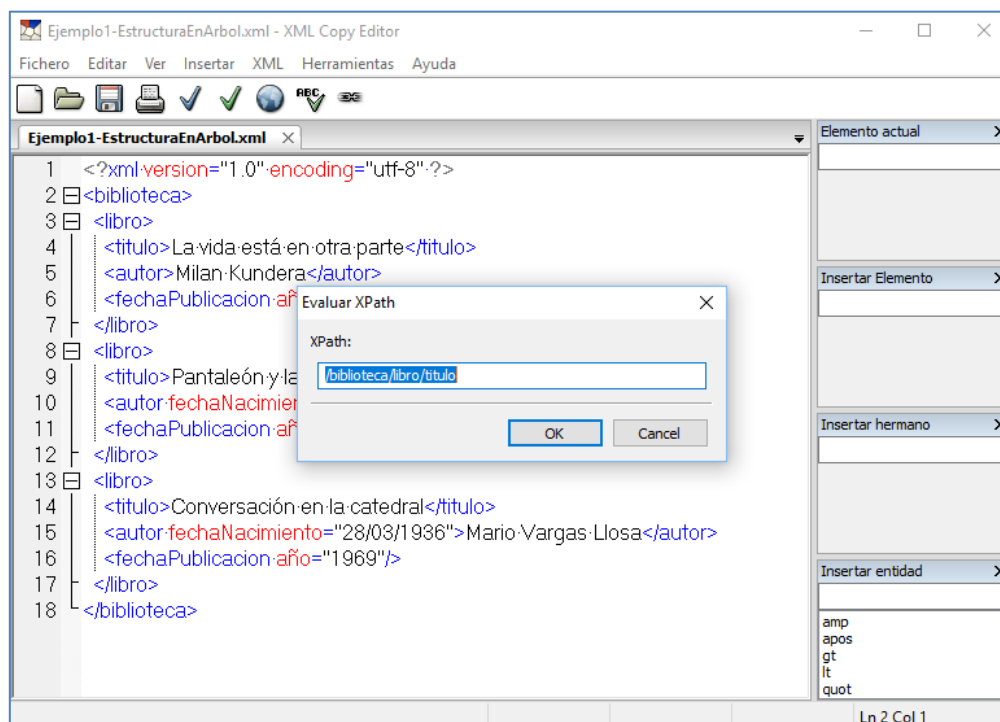 Ejemplo1-EstructuraEnArbol.xml - XML Copy Editor
Fichero Editar Ver Insertar XML Herramientas Ayuda
ABC
Ejemplo1-EstructuraEnArbol.xml
1 <?xml·version="1.0"·encoding="utf-8"·?>
2 <biblioteca>
3 <libro>
4 <titulo>La·vida·está·en·otra·parte</titulo>
5 <autor>Milan·Kundera</autor>
6 <fechaPublicacion·añ
7 </libro>
8 <libro>
9 <titulo>Pantaleón·y·la
10 <autor·fechaNacimier
11 <fechaPublicacion·añ
12 </libro>
13 <libro>
14 <titulo>Conversación·en·la·catedral</titulo>
15 <autor·fechaNacimiento="28/03/1936">Mario·Vargas·Llosa</autor>
16 <fechaPublicacion·año="1969"/>
17 </libro>
18 </biblioteca>
Evaluar XPath
XPath:
/biblioteca/libro/titulo
OK Cancel
Elemento actual
Insertar Elemento
Insertar hermano
Insertar entidad
amp
apos
gt
lt
quot
Ln 2 Col 1